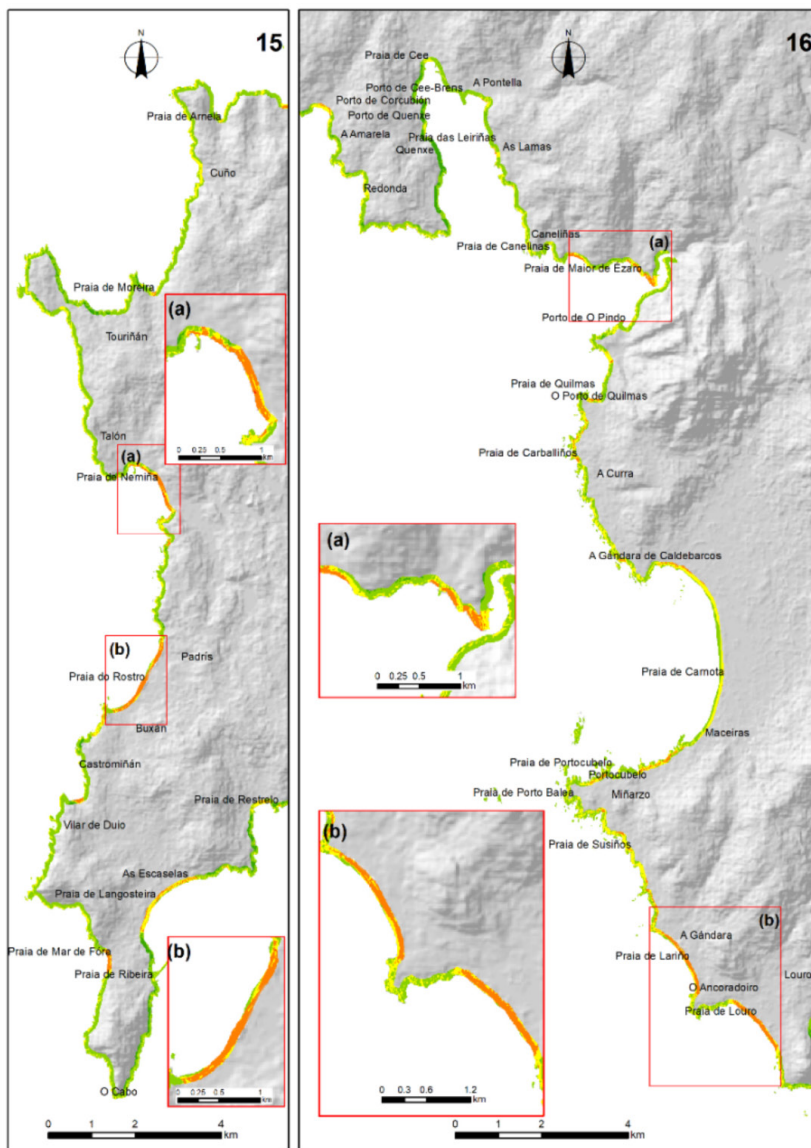 N
15
Praia de Arnela
Cuño
Praia de Moreira
(a)
Touriñán
0 0.25 0.5 1
km
Talón
(a)
Praia de Nemiña
(b)
Padrís
Praia do Rostro
Buxán
Castromiñán
Praia de Restrelo
Vilar de Duio
As Escaselas
Praia de Langosteira
Praia de Mar de Fóra
(b)
Praia de Ribeira
0 0.25 0.5 1
km
O Cabo
0 2 4 6
km
N
16
Praia de Cee
A Pontella
Porto de Cee-Brens
Porto de Corcubión
Porto de Quenxe
A Amarela
Praia das Leiriñas
Quenxe
As Lamas
Redonda
Caneliñas
(a)
Praia de Canelinas
Praia de Maior de Ézaro
Porto de O Pindo
Praia de Quilmas
O Porto de Quilmas
Praia de Carballiños
A Curra
(a)
A Gándara de Caldebarcos
0 0.25 0.5 1
km
Praia de Carnota
Maceiras
Praia de Portocubelo
Portocubelo
Praia de Porto Balea
Miñarzo
(b)
Praia de Susiños
(b)
A Gándara
Praia de Lariño
Louro
O Ancoradoiro
Praia de Louro
0 0.3 0.6 1.2
km
0 2 4
km